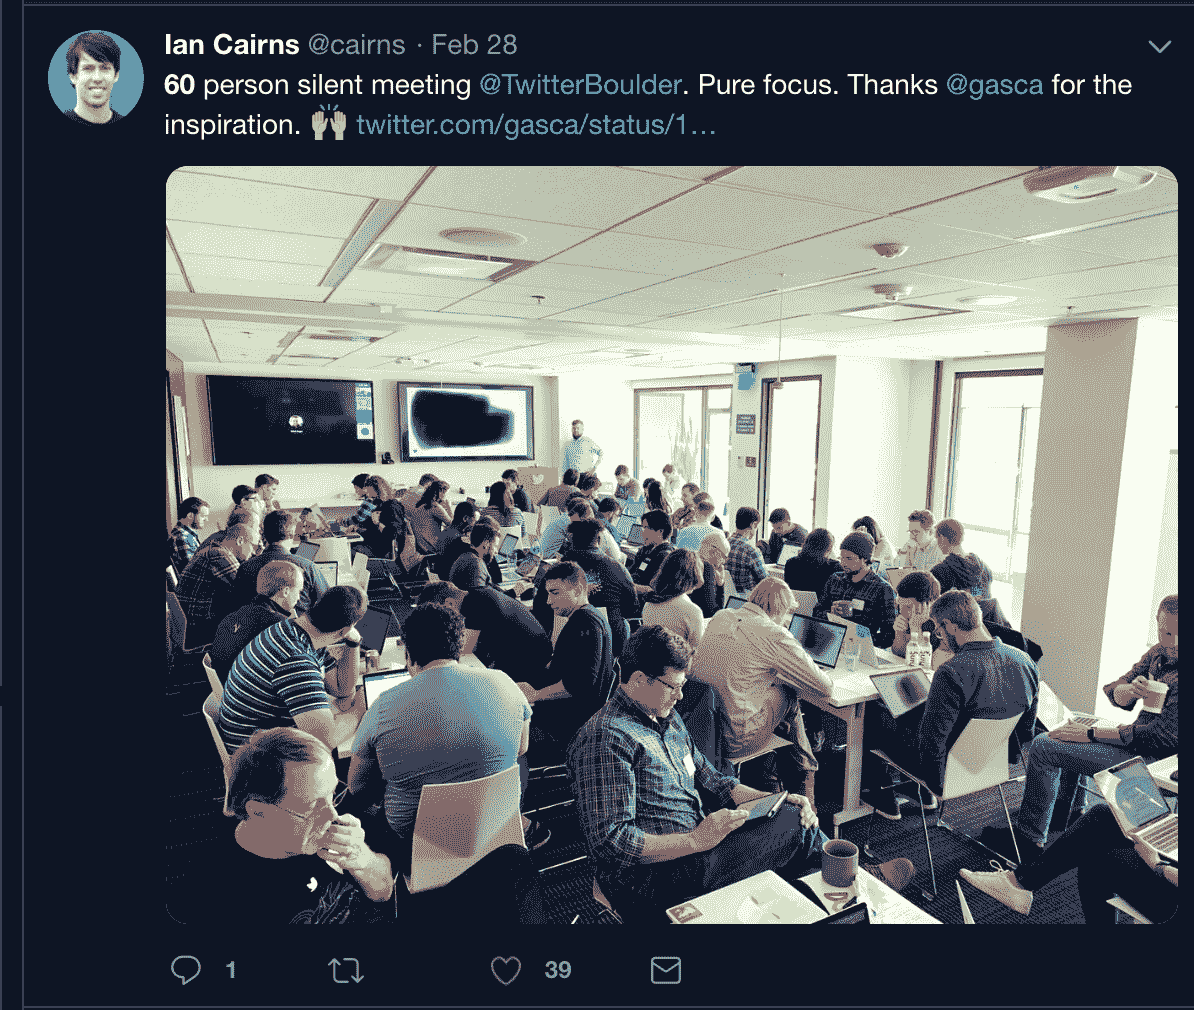 Ian Cairns @cairns · Feb 28
60 person silent meeting @TwitterBoulder. Pure focus. Thanks @gasca for the
inspiration. 🙌 twitter.com/gasca/status/1…
1
39